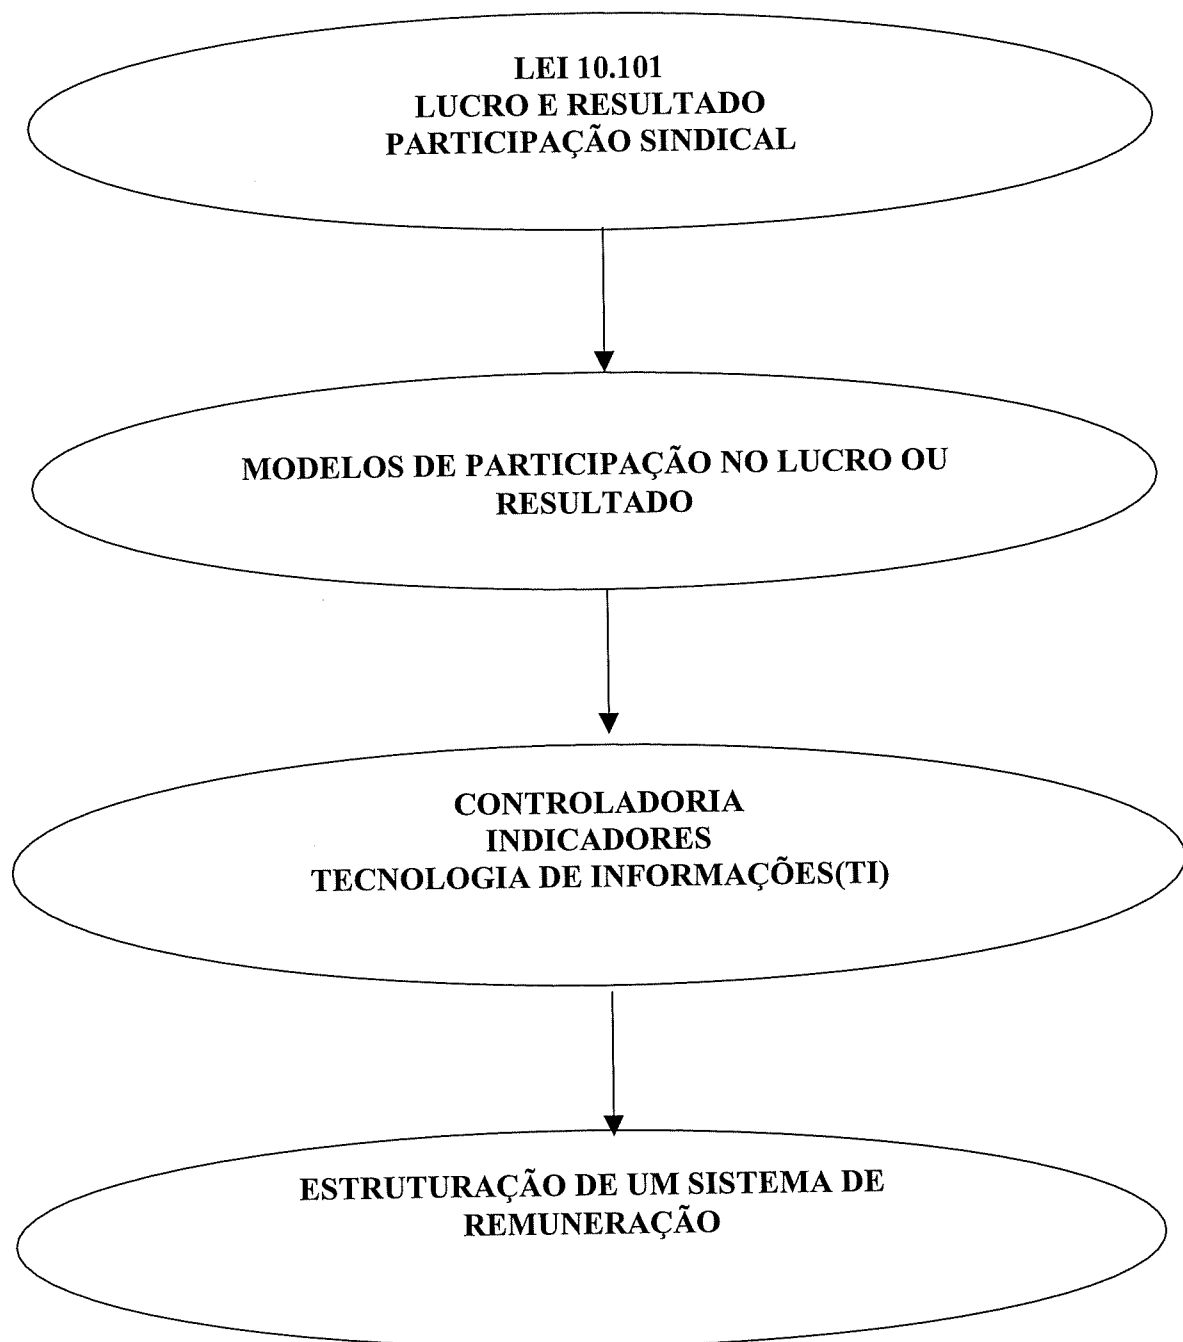 LEI 10.101
LUCRO E RESULTADO
PARTICIPAÇÃO SINDICAL
MODELOS DE PARTICIPAÇÃO NO LUCRO OU
RESULTADO
CONTROLADORIA
INDICADORES
TECNOLOGIA DE INFORMAÇÕES(TI)
ESTRUTURAÇÃO DE UM SISTEMA DE
REMUNERAÇÃO